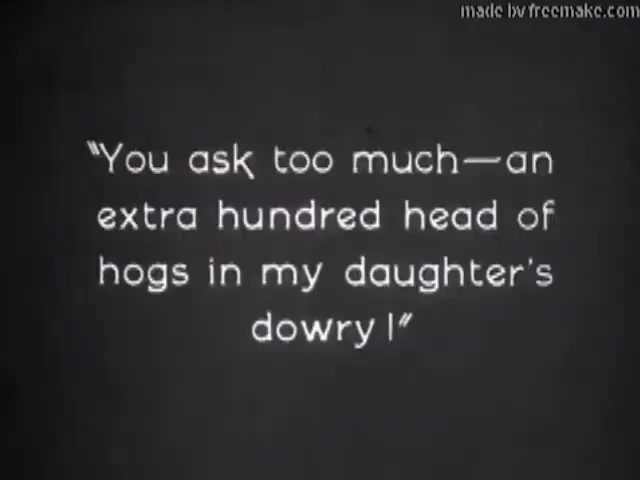 made by freemake.com
"You ask too much—an
extra hundred head of
hogs in my daughter's
dowry!"